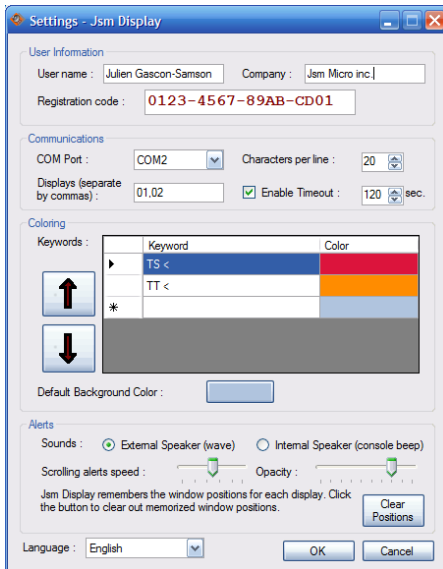 Settings - Jsm Display
User Information
User name : Julien Gascon-Samson Company : Jsm Micro inc.
Registration code : 0123-4567-89AB-CD01
Communications
COM Port : COM2 Characters per line : 20
Displays (separate
by commas) : 01,02 Enable Timeout : 120 sec.
Coloring
Keywords : Keyword Color
TS <
TT <
Default Background Color :
Alerts
Sounds : External Speaker (wave) Internal Speaker (console beep)
Scrolling alerts speed : Opacity :
Jsm Display remembers the window positions for each display. Click
the button to clear out memorized window positions.
Clear
Positions
Language : English OK Cancel